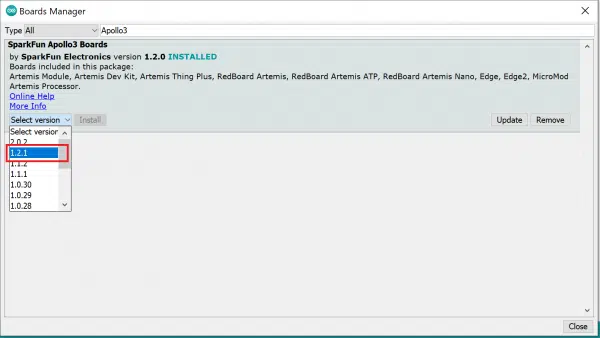 Boards Manager
Type All Apollo3
SparkFun Apollo3 Boards
by SparkFun Electronics version 1.2.0 INSTALLED
Boards included in this package:
Artemis Module, Artemis Dev Kit, Artemis Thing Plus, RedBoard Artemis, RedBoard Artemis ATP, RedBoard Artemis Nano, Edge, Edge2, MicroMod
Artemis Processor.
Online Help
More Info
Select version Install Update Remove
Select version
2.0.2
1.2.1
1.1.2
1.1.1
1.0.30
1.0.29
1.0.28
Close